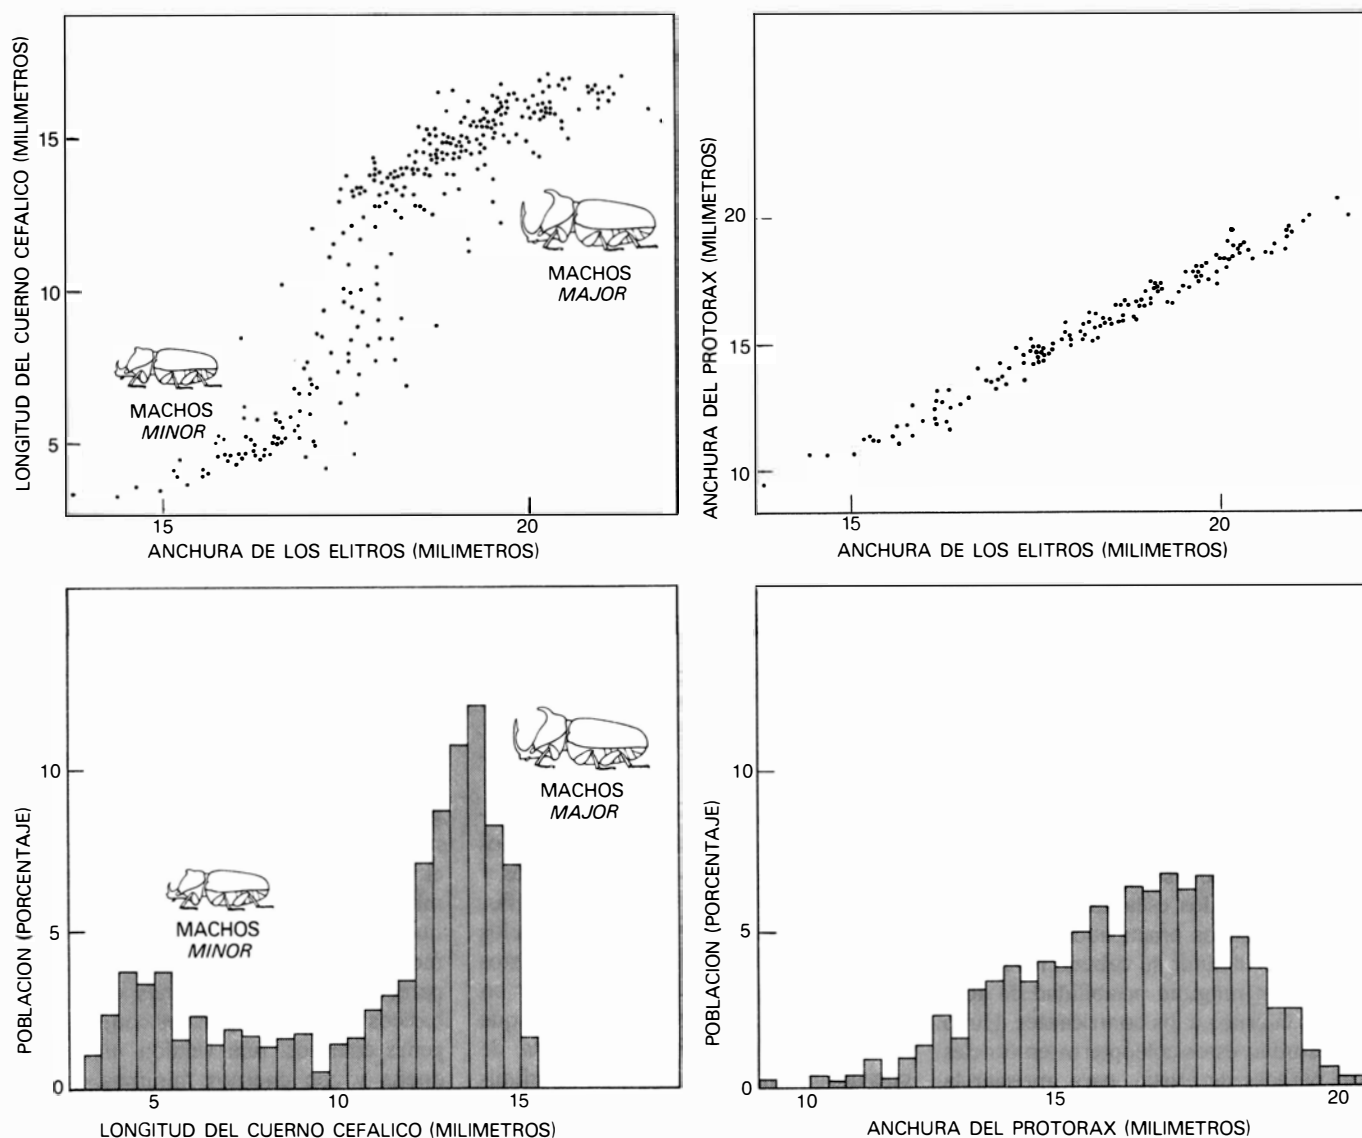 LONGITUD DEL CUERNO CEFALICO (MILIMETROS)
15
10
5
MACHOS
MAJOR
MACHOS
MINOR
15
20
ANCHURA DE LOS ELITROS (MILIMETROS)
ANCHURA DEL PROTORAX (MILIMETROS)
20
15
10
15
20
ANCHURA DE LOS ELITROS (MILIMETROS)
POBLACION (PORCENTAJE)
10
5
0
MACHOS
MAJOR
MACHOS
MINOR
5
10
15
LONGITUD DEL CUERNO CEFALICO (MILIMETROS)
POBLACION (PORCENTAJE)
10
5
0
10
15
20
ANCHURA DEL PROTORAX (MILIMETROS)